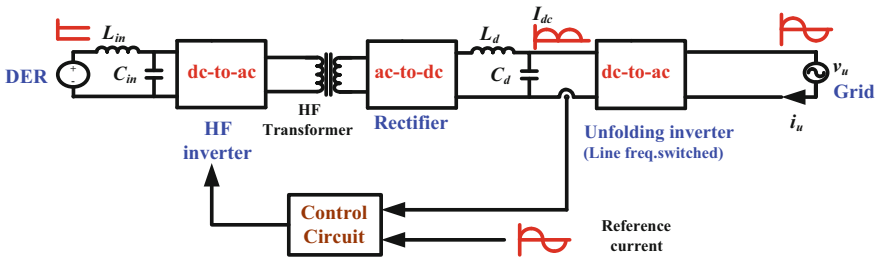 DER
+
-
L_in
C_in
dc-to-ac
HF
inverter
HF
Transformer
ac-to-dc
Rectifier
L_d
C_d
I_dc
dc-to-ac
Unfolding inverter
(Line freq.switched)
v_u
Grid
i_u
Control
Circuit
Reference
current